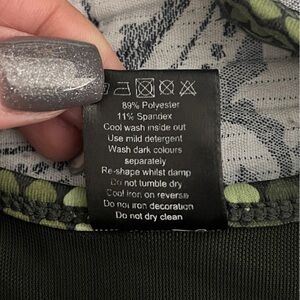 89% Polyester
11% Spandex
Cool wash inside out
Use mild detergent
Wash dark colours
separately
Re-shape whilst damp
Do not tumble dry
Cool iron on reverse
Do not iron decoration
Do not dry clean